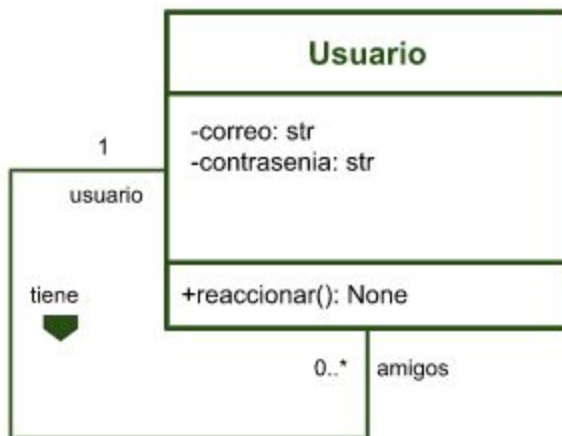 Usuario
-correo: str
-contrasenia: str
1
usuario
tiene
+reaccionar(): None
0..*
amigos